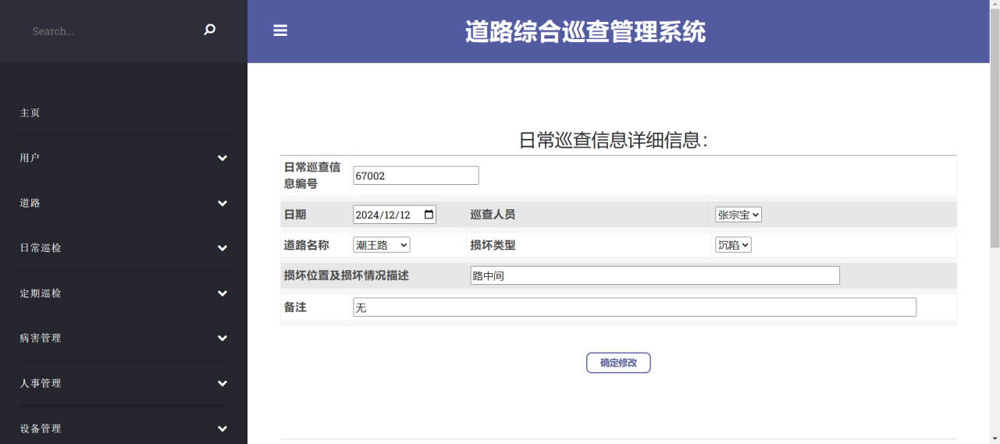 Search...
道路综合巡查管理系统
主页
用户
道路
日常巡检
定期巡检
病害管理
人事管理
设备管理
日常巡查信息详细信息：
日常巡查信
息编号
67002
日期
2024/12/12
巡查人员
张宗宝
道路名称
潮王路
损坏类型
沉陷
损坏位置及损坏情况描述
路中间
备注
无
确定修改